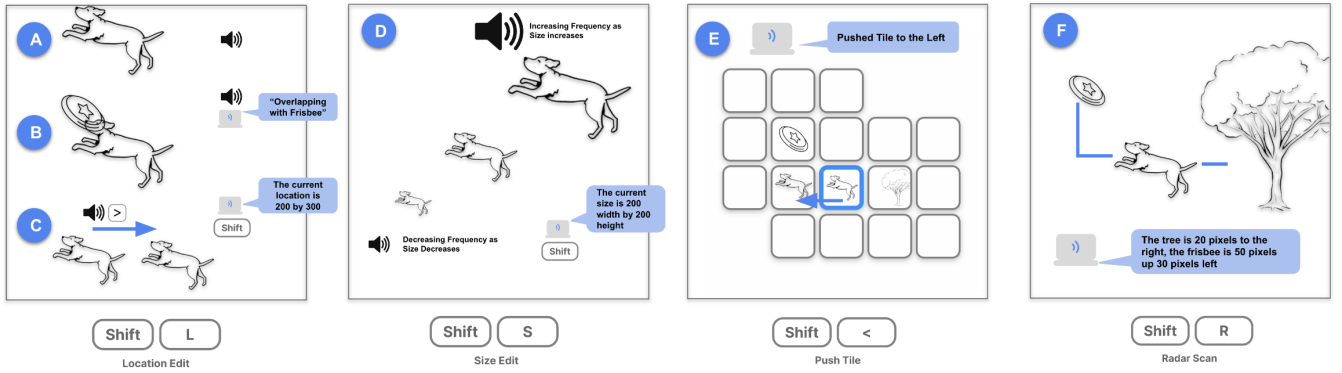 A
B
"Overlapping
with Frisbee"
The current
location is
200 by 300
C
>
Shift
Shift
L
Location Edit
D
Increasing Frequency as
Size increases
The current
size is 200
width by 200
height
Decreasing Frequency as
Size Decreases
Shift
Shift
S
Size Edit
E
Pushed Tile to the Left
Shift
<
Push Tile
F
The tree is 20 pixels to the
right, the frisbee is 50 pixels
up 30 pixels left
Shift
R
Radar Scan